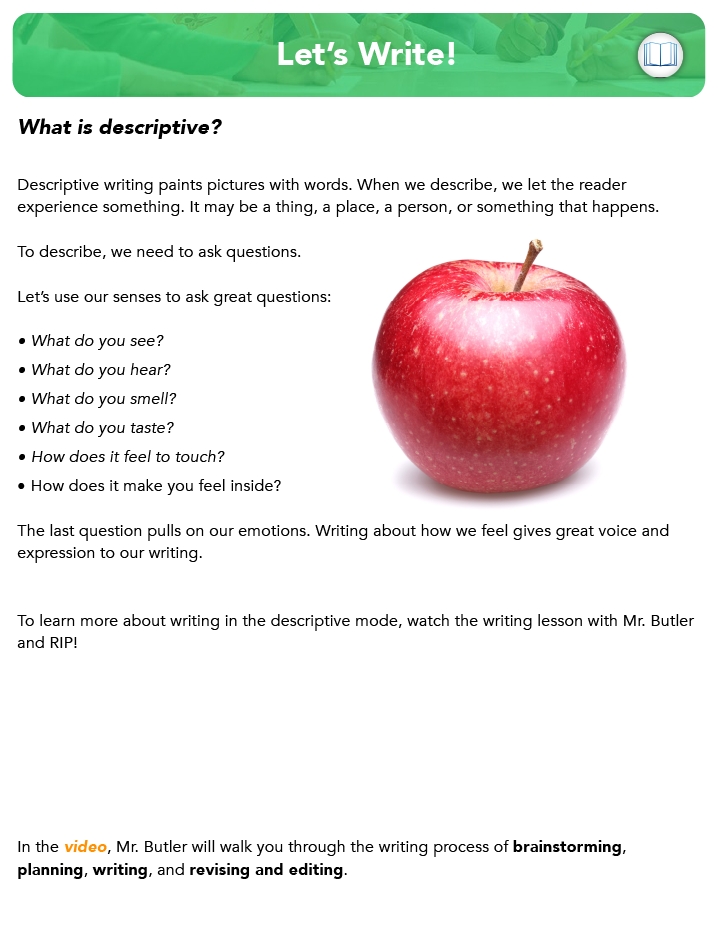 Let’s Write!
What is descriptive?
Descriptive writing paints pictures with words. When we describe, we let the reader
experience something. It may be a thing, a place, a person, or something that happens.
To describe, we need to ask questions.
Let’s use our senses to ask great questions:
• What do you see?
• What do you hear?
• What do you smell?
• What do you taste?
• How does it feel to touch?
• How does it make you feel inside?
The last question pulls on our emotions. Writing about how we feel gives great voice and
expression to our writing.
To learn more about writing in the descriptive mode, watch the writing lesson with Mr. Butler
and RIP!
In the video, Mr. Butler will walk you through the writing process of brainstorming,
planning, writing, and revising and editing.